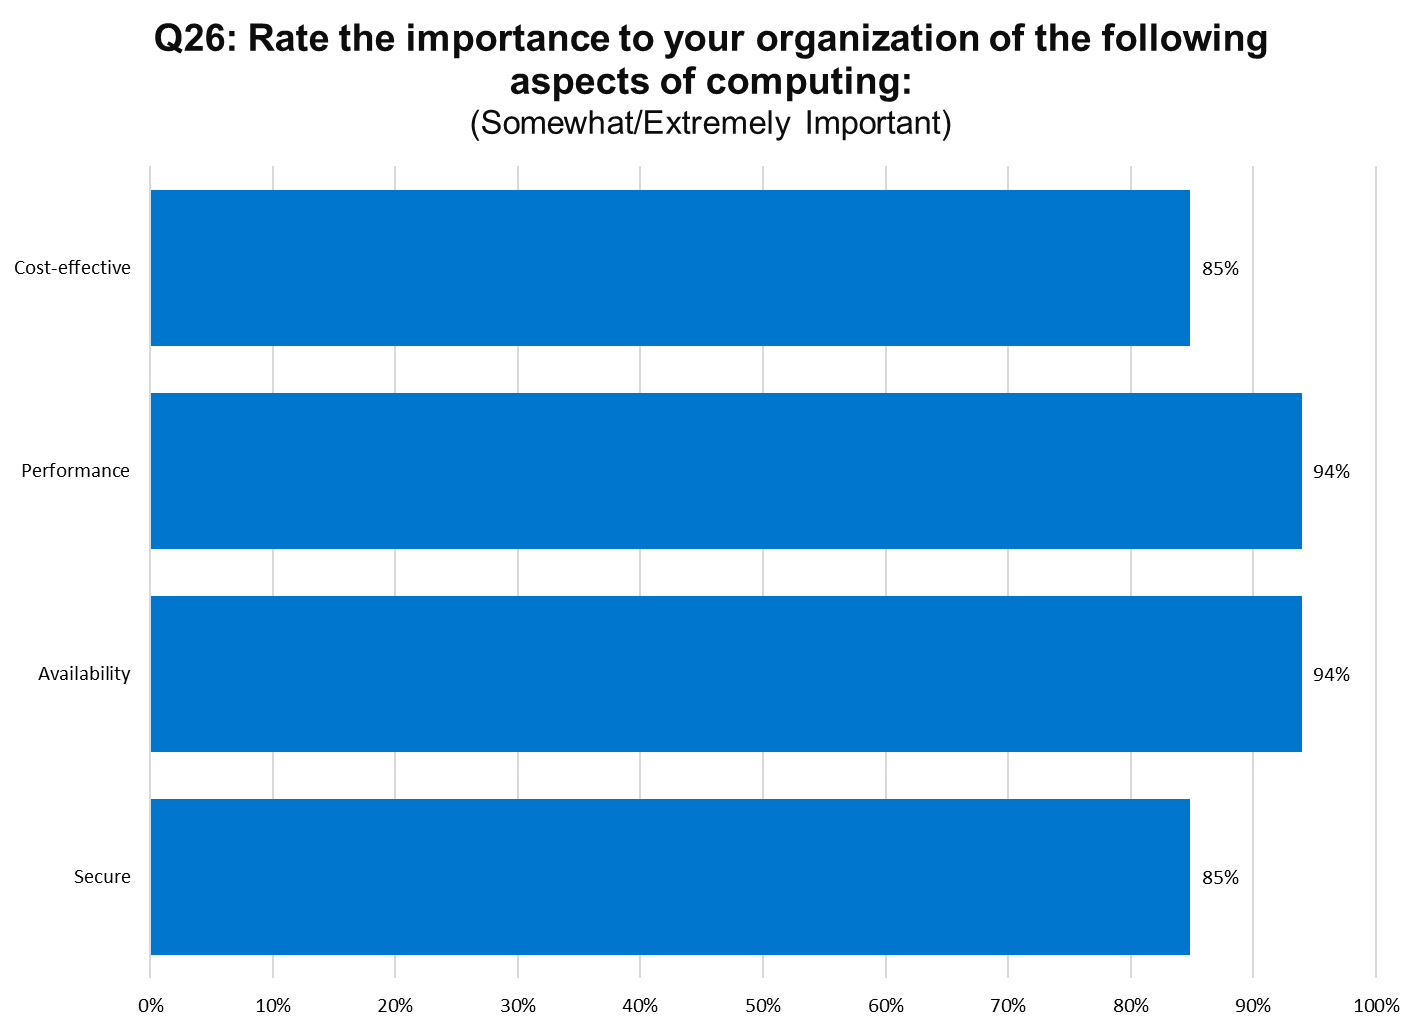 Q26: Rate the importance to your organization of the following
aspects of computing:
(Somewhat/Extremely Important)
Cost-effective
85%
Performance
94%
Availability
94%
Secure
85%
0% 10% 20% 30% 40% 50% 60% 70% 80% 90% 100%